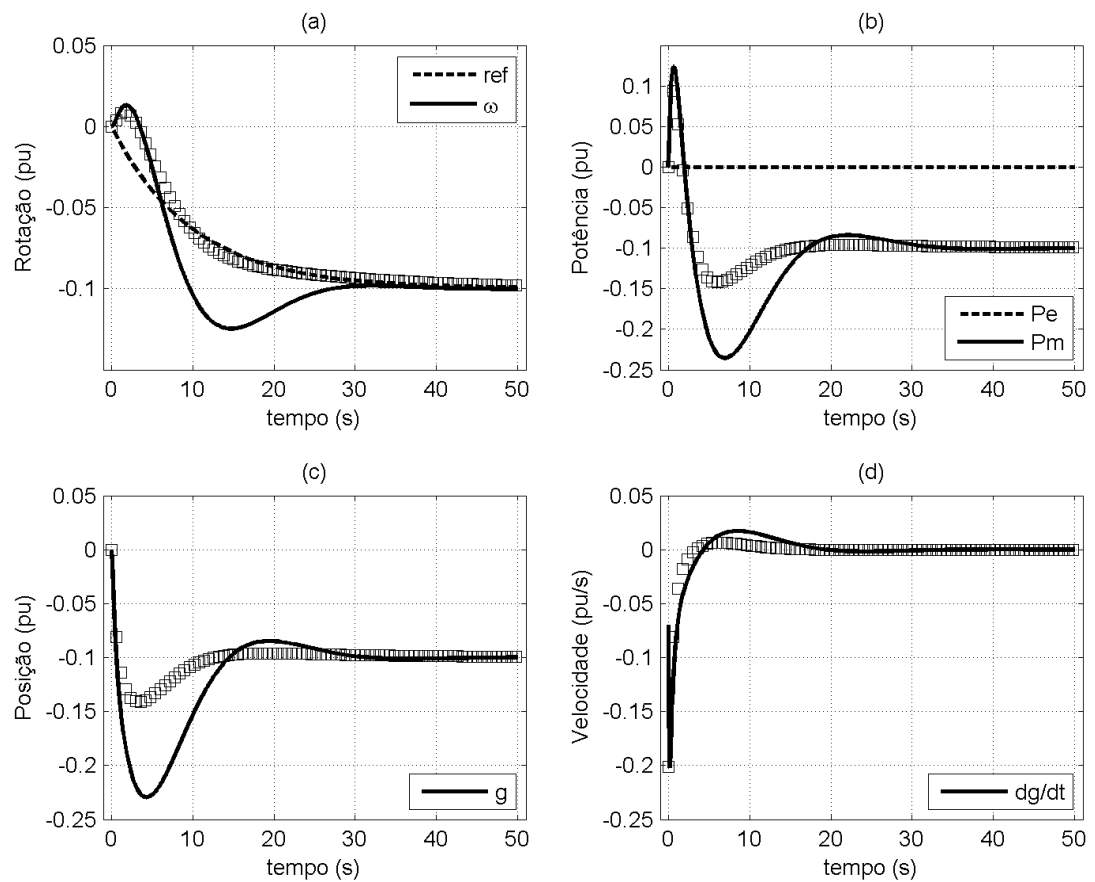 (a)
0.05
0
-0.05
-0.1
Rotação (pu)
ref
ω
0 10 20 30 40 50
tempo (s)
(b)
0.1
0.05
0
-0.05
-0.1
-0.15
-0.2
-0.25
Potência (pu)
Pe
Pm
0 10 20 30 40 50
tempo (s)
(c)
0.05
0
-0.05
-0.1
-0.15
-0.2
-0.25
Posição (pu)
g
0 10 20 30 40 50
tempo (s)
(d)
0.05
0
-0.05
-0.1
-0.15
-0.2
-0.25
Velocidade (pu/s)
dg/dt
0 10 20 30 40 50
tempo (s)